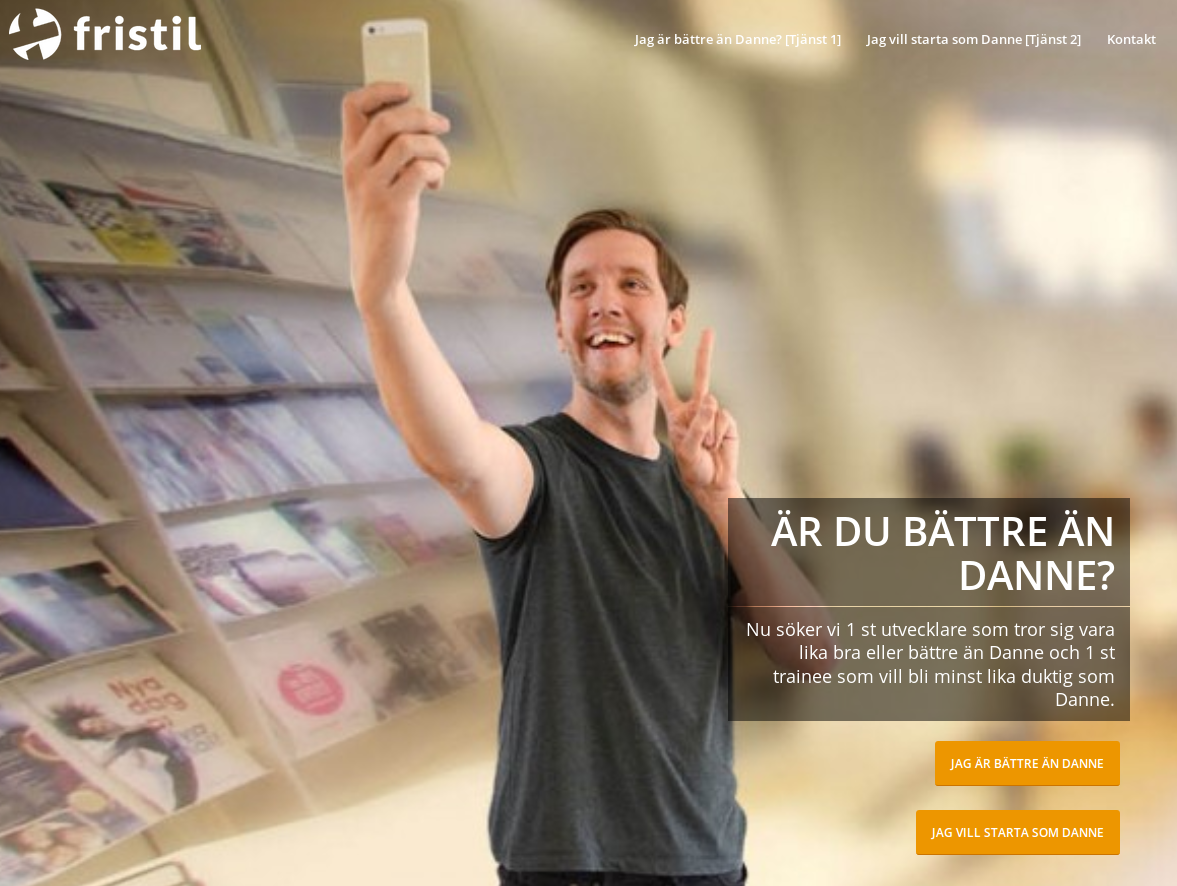 fristil
Jag är bättre än Danne? [Tjänst 1]
Jag vill starta som Danne [Tjänst 2]
Kontakt
ÄR DU BÄTTRE ÄN
DANNE?
Nu söker vi 1 st utvecklare som tror sig vara
lika bra eller bättre än Danne och 1 st
trainee som vill bli minst lika duktig som
Danne.
Nya
dag
JAG ÄR BÄTTRE ÄN DANNE
JAG VILL STARTA SOM DANNE